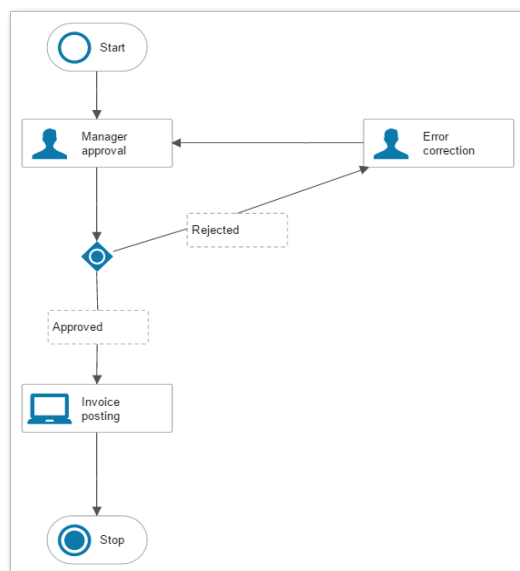 Start
Manager
approval
Error
correction
Rejected
Approved
Invoice
posting
Stop